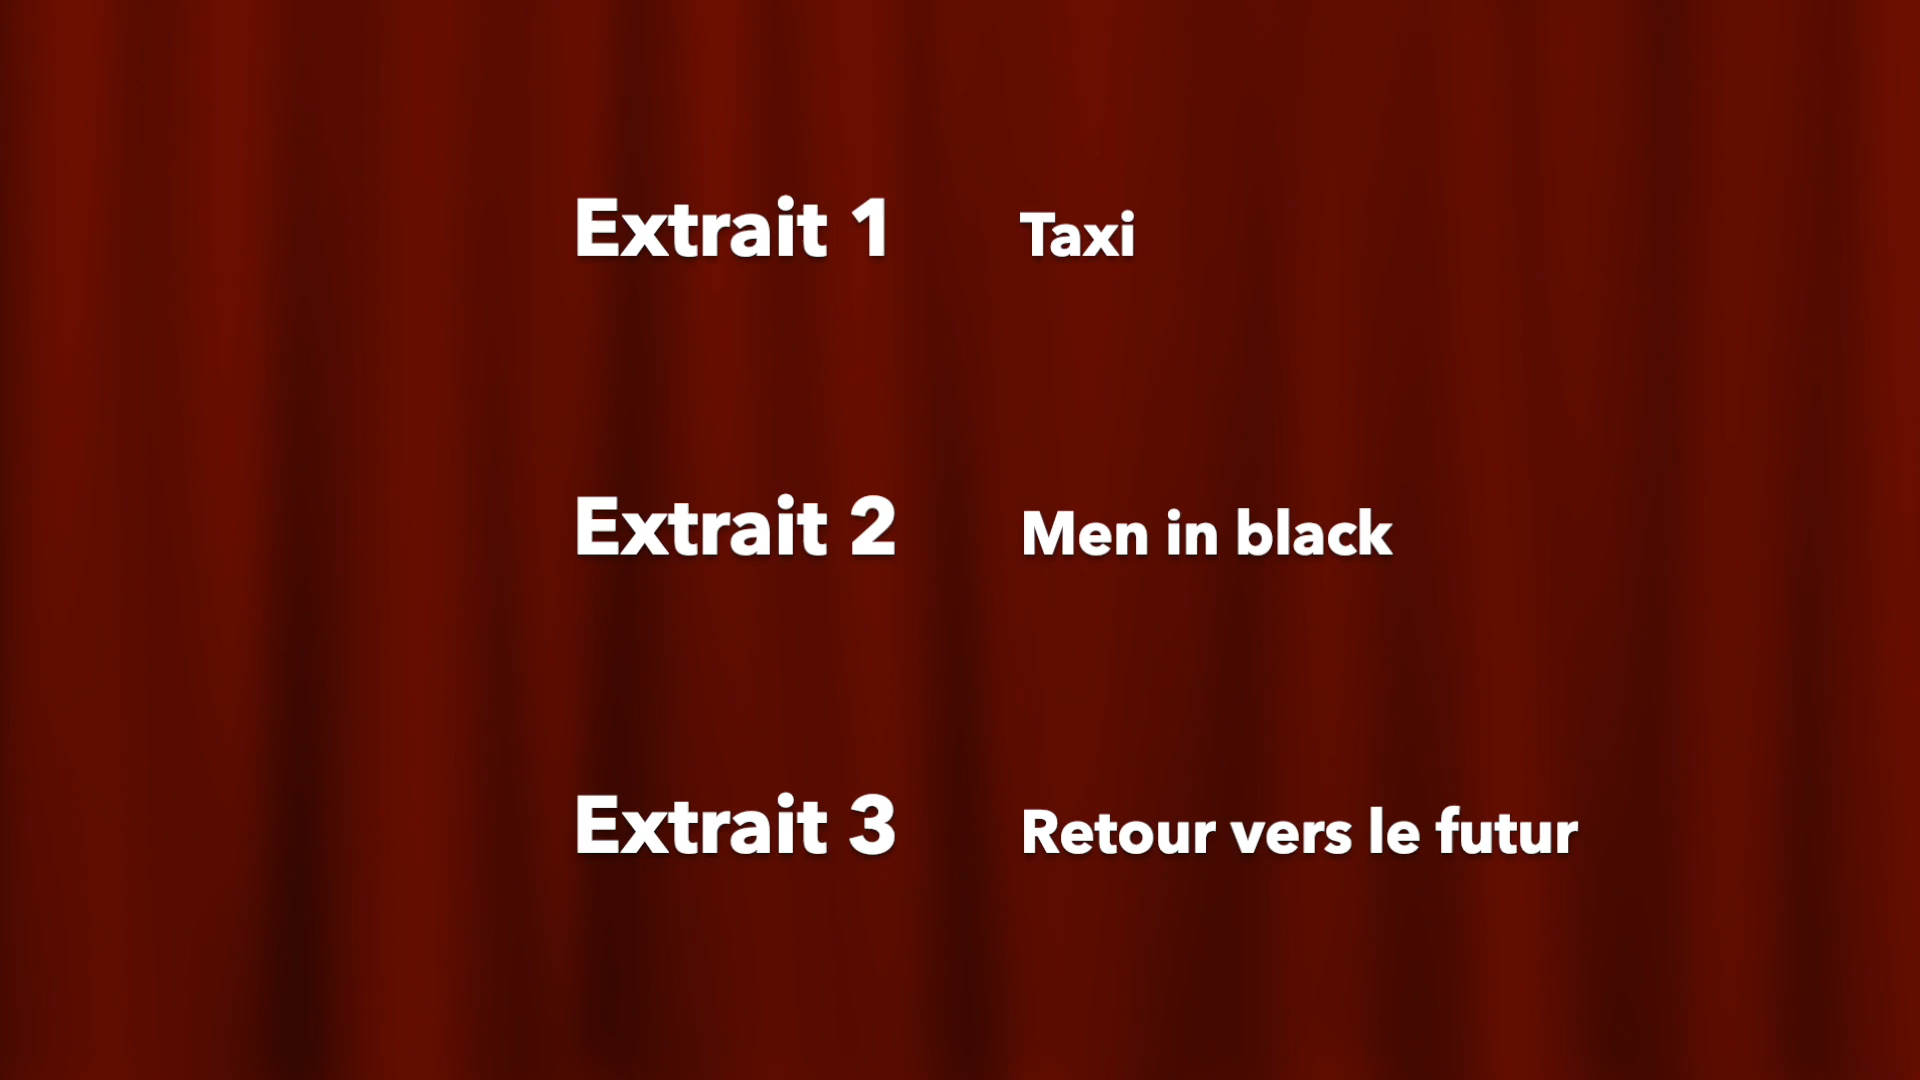 Extrait 1 Taxi
Extrait 2 Men in black
Extrait 3 Retour vers le futur